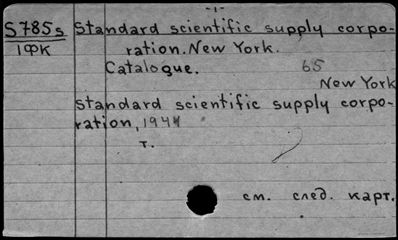 -1-
S785s Standard scientific supply corpo-
1ФК ration. New York.
Catalogue. 65
New York
Standard scientific supply corpo-
ration, 1944
т.
см. след. карт.